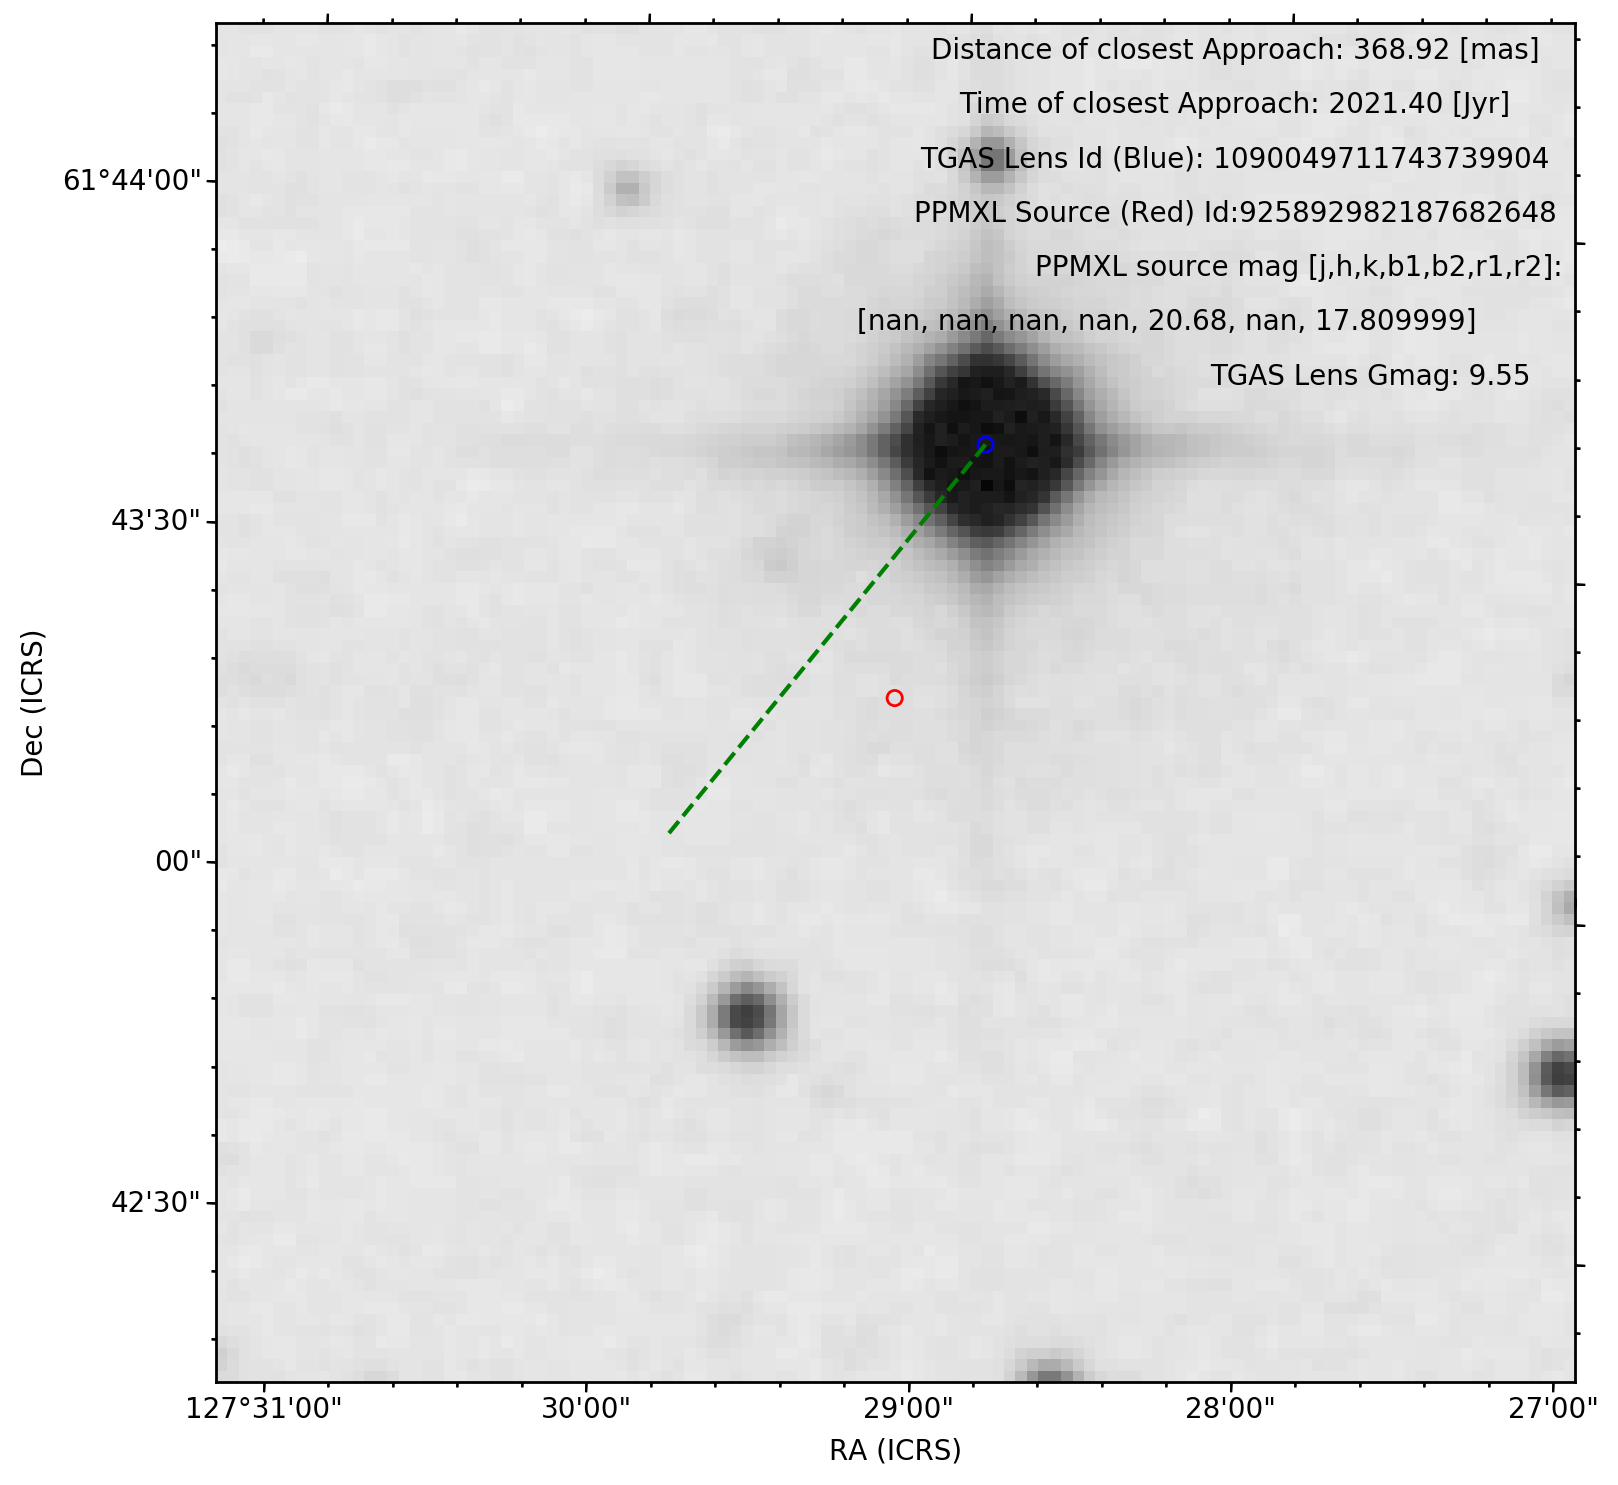 Distance of closest Approach: 368.92 [mas]
Time of closest Approach: 2021.40 [Jyr]
TGAS Lens Id (Blue): 1090049711743739904
PPMXL Source (Red) Id:925892982187682648
PPMXL source mag [j,h,k,b1,b2,r1,r2]:
[nan, nan, nan, nan, 20.68, nan, 17.809999]
TGAS Lens Gmag: 9.55
61°44'00"
43'30"
00"
42'30"
Dec (ICRS)
127°31'00" 30'00" 29'00" 28'00" 27'00"
RA (ICRS)